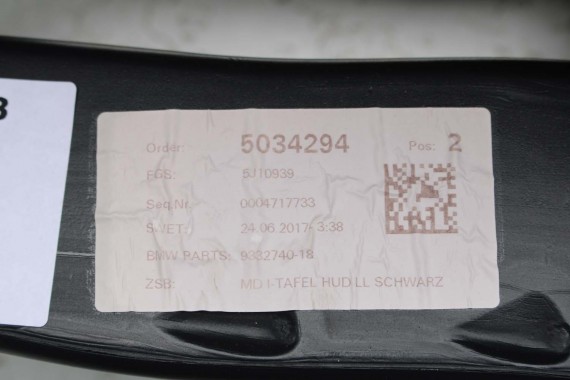 Order: 5034294 Pos: 2
FGS: 5J10939
Seq.Nr. 0004717733
S-VET.: 24.06.2017- 3:38
BMW PARTS: 9332740-18
ZSB: MD I-TAFEL HUD LL SCHWARZ